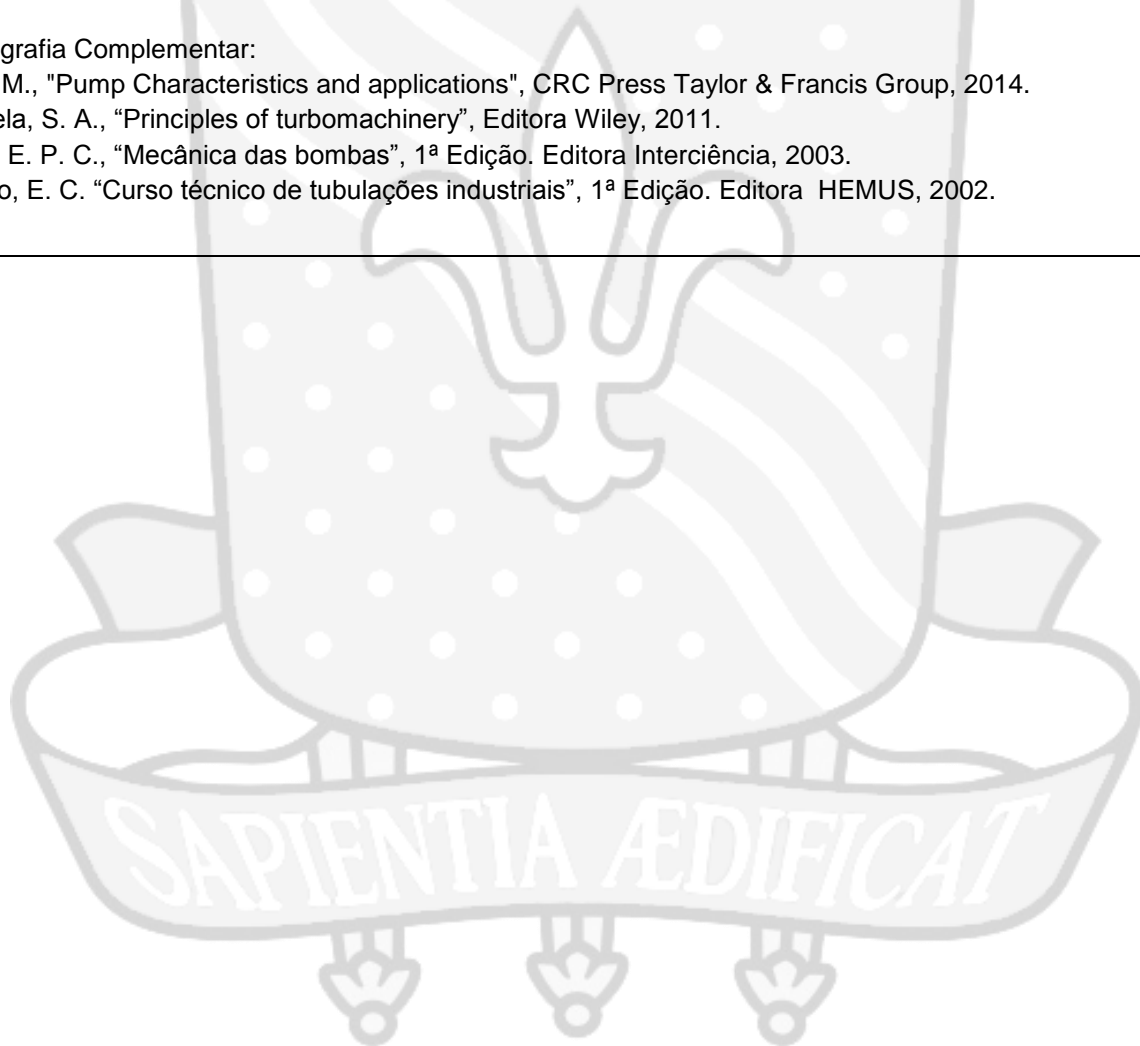 grafia Complementar:
M., "Pump Characteristics and applications", CRC Press Taylor & Francis Group, 2014.
ela, S. A., “Principles of turbomachinery”, Editora Wiley, 2011.
E. P. C., “Mecânica das bombas”, 1ª Edição. Editora Interciência, 2003.
o, E. C. “Curso técnico de tubulações industriais”, 1ª Edição. Editora HEMUS, 2002.
SAPIENTIA ÆDIFICAT